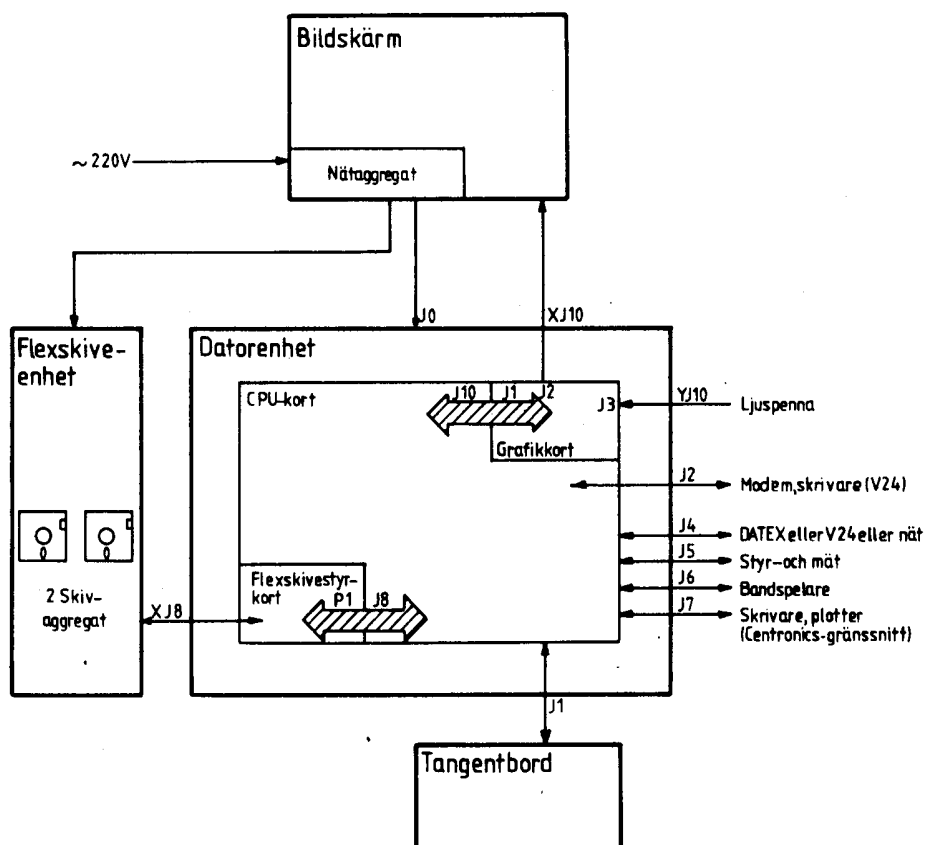 Bildskärm
~220V
Nätaggregat
J0
XJ10
Flexskive-
enhet
Datorenhet
CPU-kort
J10
J1
J2
J3
YJ10
Ljuspenna
Grafikkort
J2
Modem,skrivare (V24)
J4
DATEX eller V24 eller nät
J5
Styr-och mät
J6
Bandspelare
J7
Skrivare, plotter
(Centronics-gränssnitt)
Flexskivestyr-
kort
P1
J8
2 Skiv-
aggregat
XJ8
J1
Tangentbord